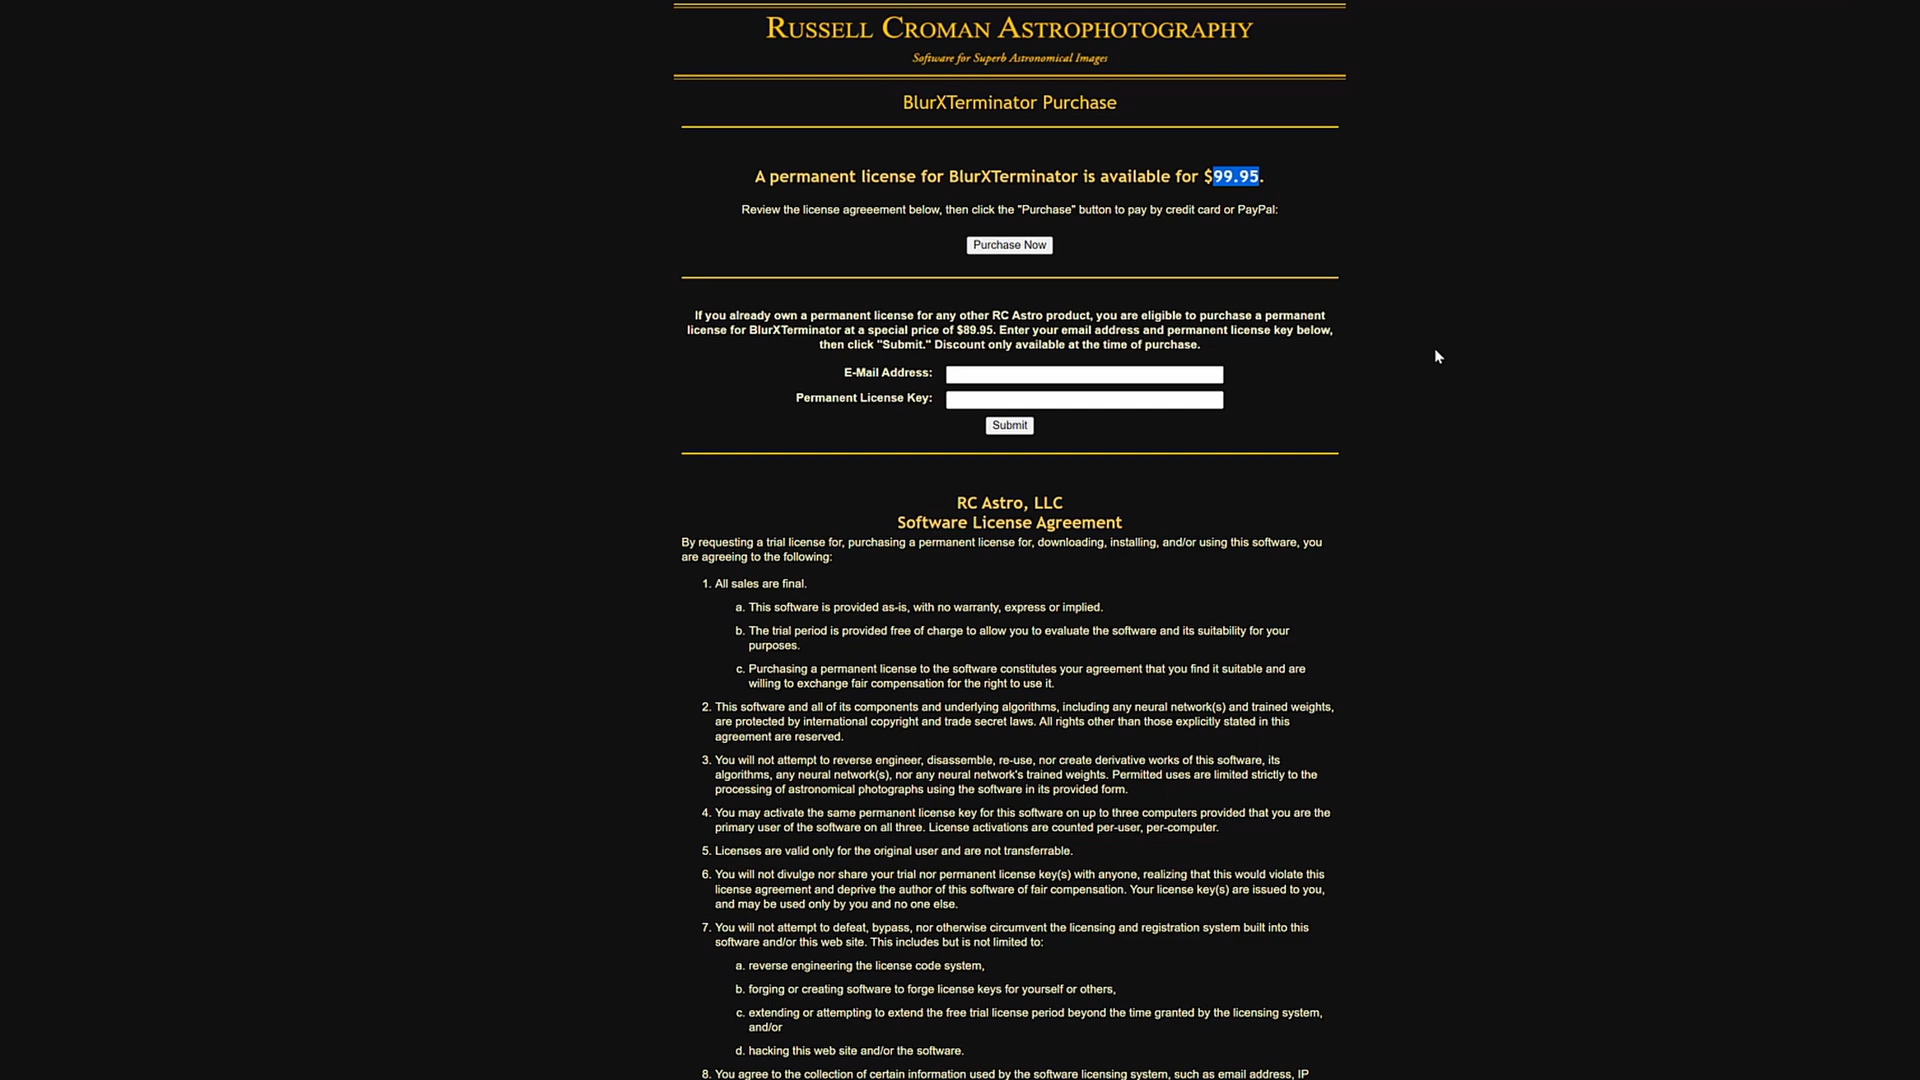 RUSSELL CROMAN ASTROPHOTOGRAPHY
Software for Superb Astronomical Images
BlurXTerminator Purchase
A permanent license for BlurXTerminator is available for $99.95.
Review the license agreeement below, then click the "Purchase" button to pay by credit card or PayPal:
Purchase Now
If you already own a permanent license for any other RC Astro product, you are eligible to purchase a permanent
license for BlurXTerminator at a special price of $89.95. Enter your email address and permanent license key below,
then click "Submit." Discount only available at the time of purchase.
E-Mail Address:
Permanent License Key:
Submit
RC Astro, LLC
Software License Agreement
By requesting a trial license for, purchasing a permanent license for, downloading, installing, and/or using this software, you
are agreeing to the following:
1. All sales are final.
a. This software is provided as-is, with no warranty, express or implied.
b. The trial period is provided free of charge to allow you to evaluate the software and its suitability for your
purposes.
c. Purchasing a permanent license to the software constitutes your agreement that you find it suitable and are
willing to exchange fair compensation for the right to use it.
2. This software and all of its components and underlying algorithms, including any neural network(s) and trained weights,
are protected by international copyright and trade secret laws. All rights other than those explicitly stated in this
agreement are reserved.
3. You will not attempt to reverse engineer, disassemble, re-use, nor create derivative works of this software, its
algorithms, any neural network(s), nor any neural network's trained weights. Permitted uses are limited strictly to the
processing of astronomical photographs using the software in its provided form.
4. You may activate the same permanent license key for this software on up to three computers provided that you are the
primary user of the software on all three. License activations are counted per-user, per-computer.
5. Licenses are valid only for the original user and are not transferrable.
6. You will not divulge nor share your trial nor permanent license key(s) with anyone, realizing that this would violate this
license agreement and deprive the author of this software of fair compensation. Your license key(s) are issued to you,
and may be used only by you and no one else.
7. You will not attempt to defeat, bypass, nor otherwise circumvent the licensing and registration system built into this
software and/or this web site. This includes but is not limited to:
a. reverse engineering the license code system,
b. forging or creating software to forge license keys for yourself or others,
c. extending or attempting to extend the free trial license period beyond the time granted by the licensing system,
and/or
d. hacking this web site and/or the software.
8. You agree to the collection of certain information used by the software licensing system, such as email address, IP